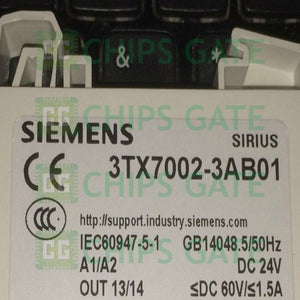 CHIPS GATE
& *
CHIPS GATE
SIEMENS SIRIUS
CE 3TX7002-3AB01
CCC http://support.industry.siemens.com
IEC60947-5-1 GB14048.5/50Hz
A1/A2 DC 24V
OUT 13/14 ≤DC 60V/≤1.5A